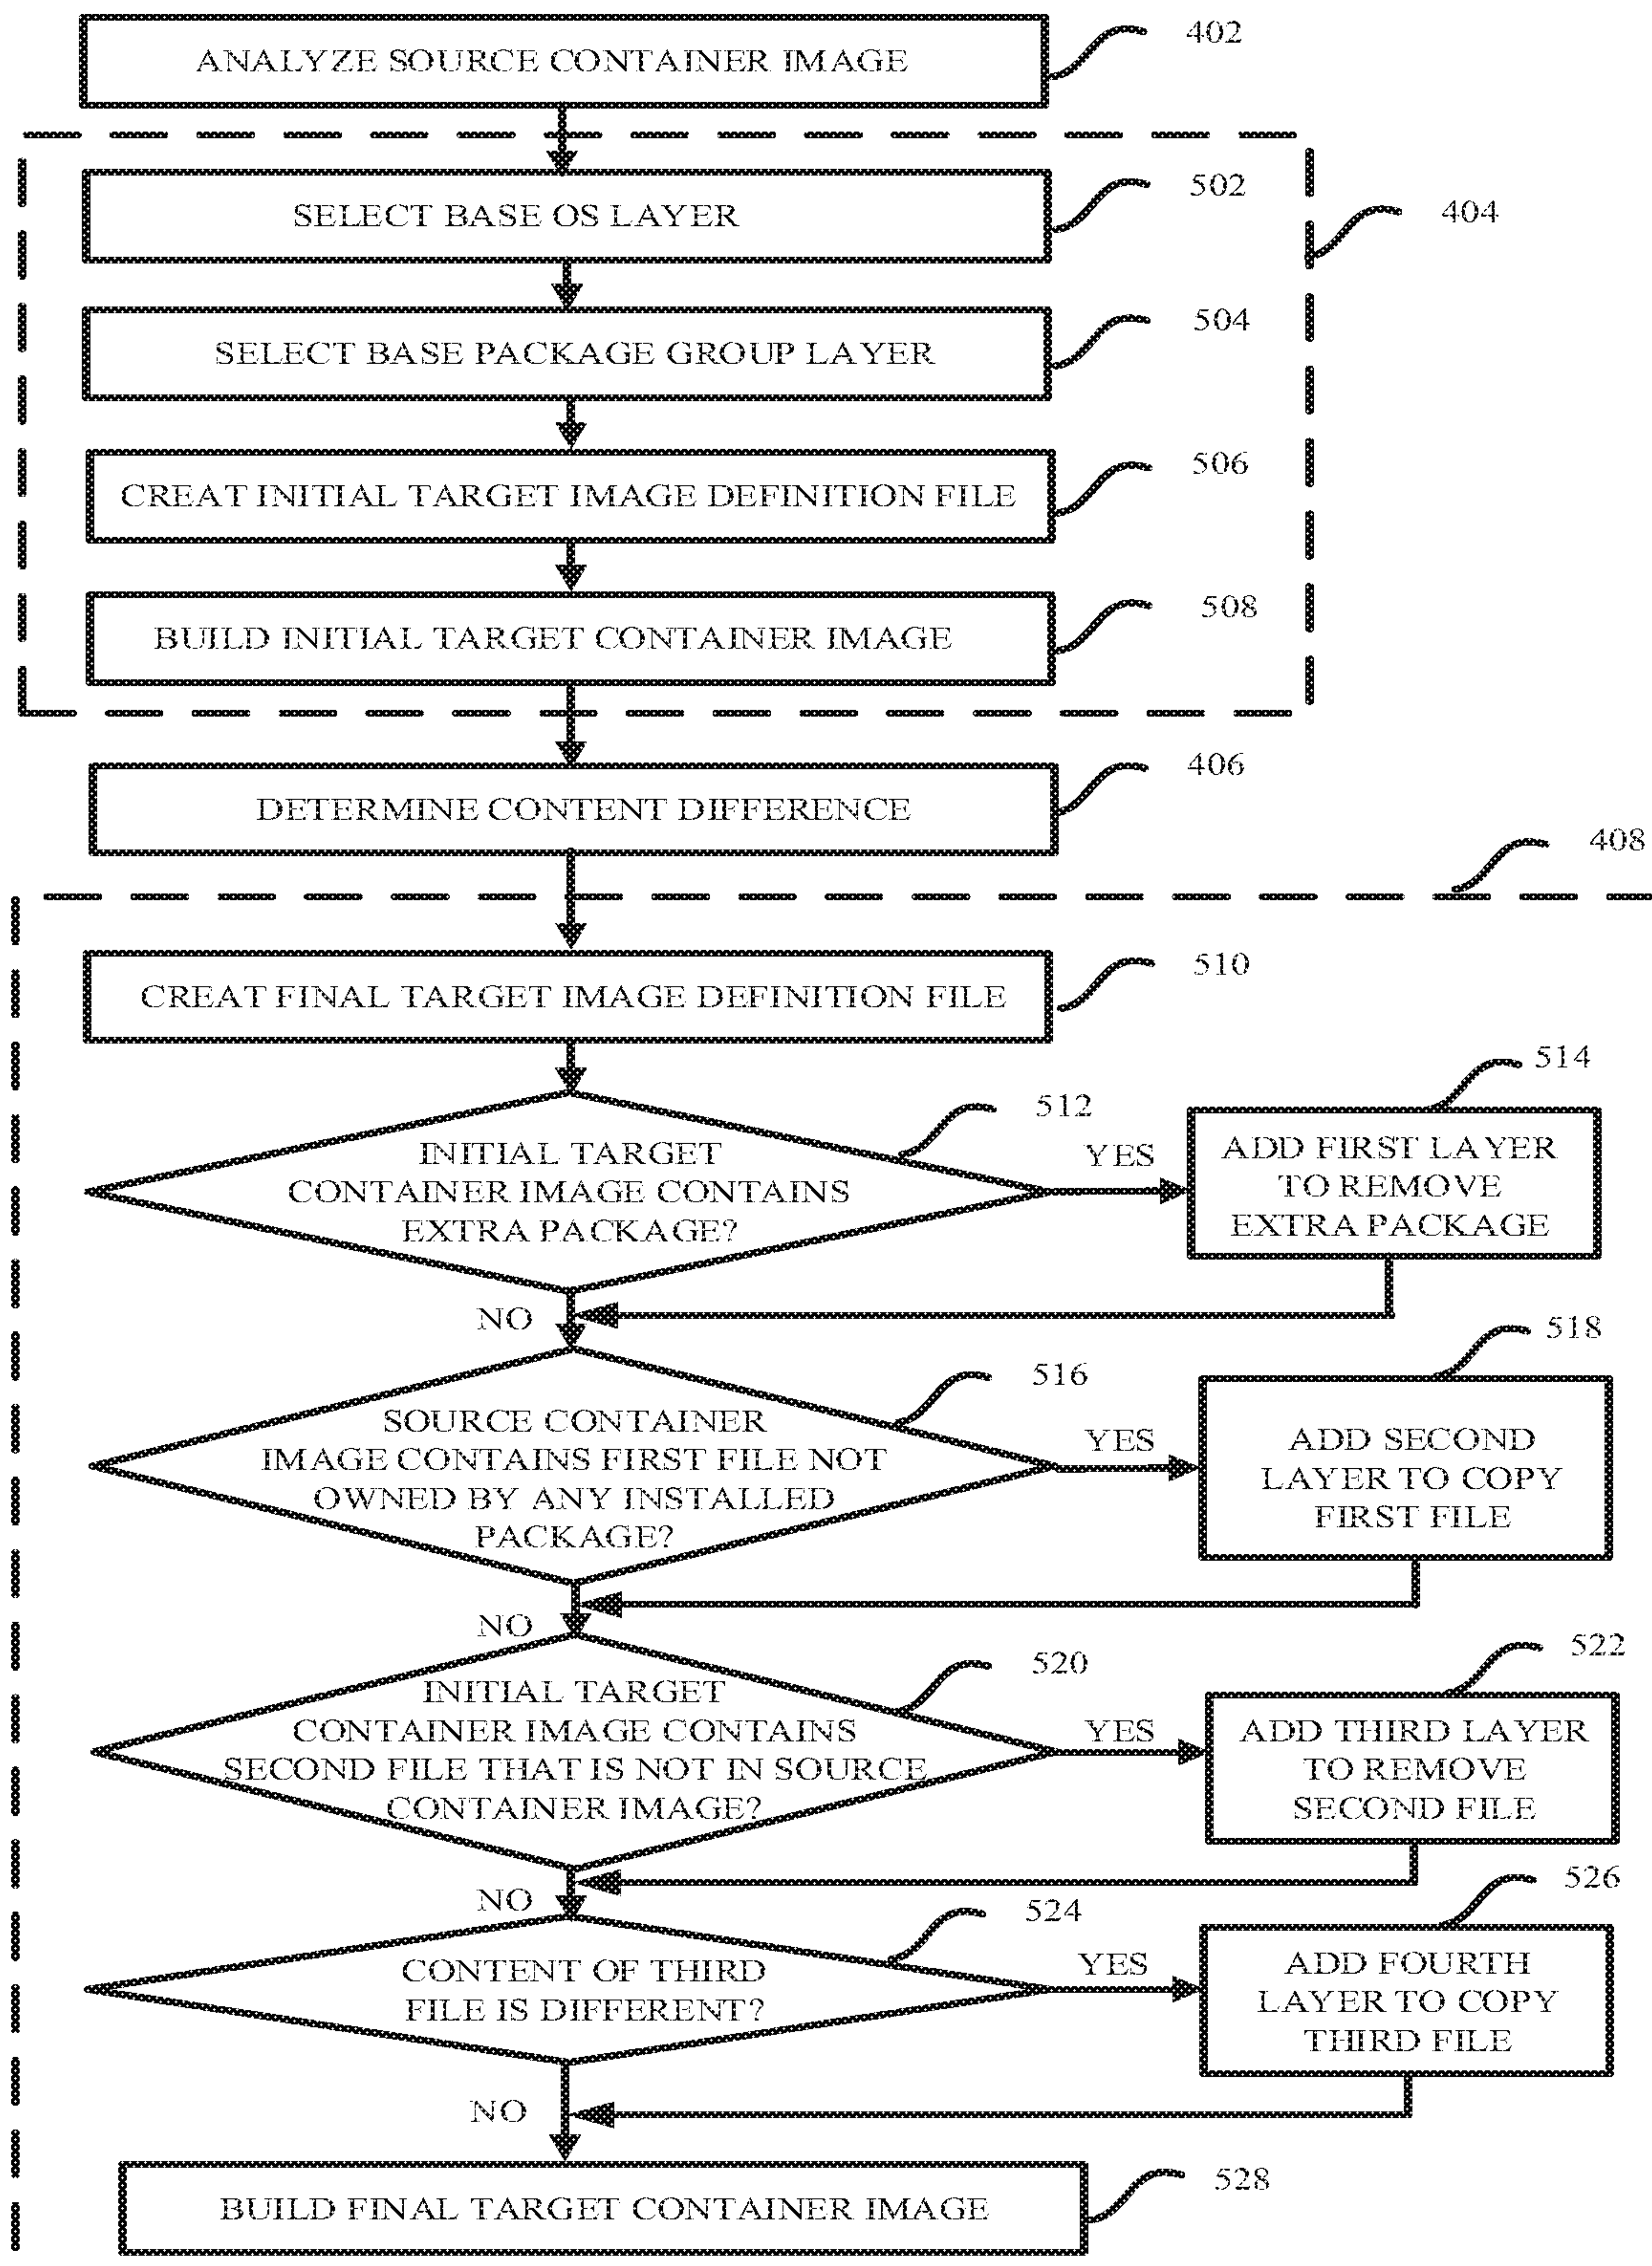 ANALYZE SOURCE CONTAINER IMAGE
402
SELECT BASE OS LAYER
502
404
SELECT BASE PACKAGE GROUP LAYER
504
CREAT INITIAL TARGET IMAGE DEFINITION FILE
506
BUILD INITIAL TARGET CONTAINER IMAGE
508
DETERMINE CONTENT DIFFERENCE
406
408
CREAT FINAL TARGET IMAGE DEFINITION FILE
510
INITIAL TARGET
CONTAINER IMAGE CONTAINS
EXTRA PACKAGE?
512
YES
ADD FIRST LAYER
TO REMOVE
EXTRA PACKAGE
514
NO
SOURCE CONTAINER
IMAGE CONTAINS FIRST FILE NOT
OWNED BY ANY INSTALLED
PACKAGE?
516
YES
ADD SECOND
LAYER TO COPY
FIRST FILE
518
NO
INITIAL TARGET
CONTAINER IMAGE CONTAINS
SECOND FILE THAT IS NOT IN SOURCE
CONTAINER IMAGE?
520
YES
ADD THIRD LAYER
TO REMOVE
SECOND FILE
522
NO
CONTENT OF THIRD
FILE IS DIFFERENT?
524
YES
ADD FOURTH
LAYER TO COPY
THIRD FILE
526
NO
BUILD FINAL TARGET CONTAINER IMAGE
528